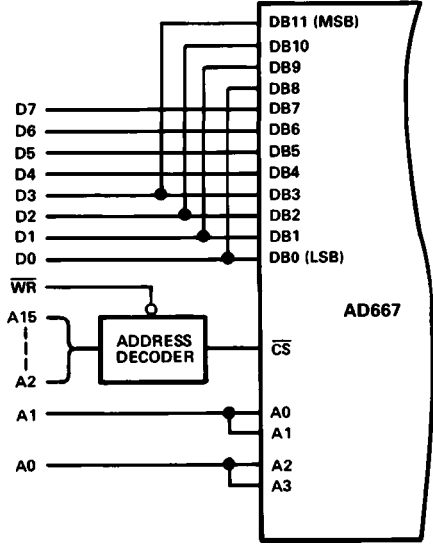 DB11 (MSB)
DB10
DB9
DB8
D7 DB7
D6 DB6
D5 DB5
D4 DB4
D3 DB3
D2 DB2
D1 DB1
D0 DB0 (LSB)
WR
A15
AD667
ADDRESS
DECODER
CS
A2
A1 A0
A1
A0 A2
A3